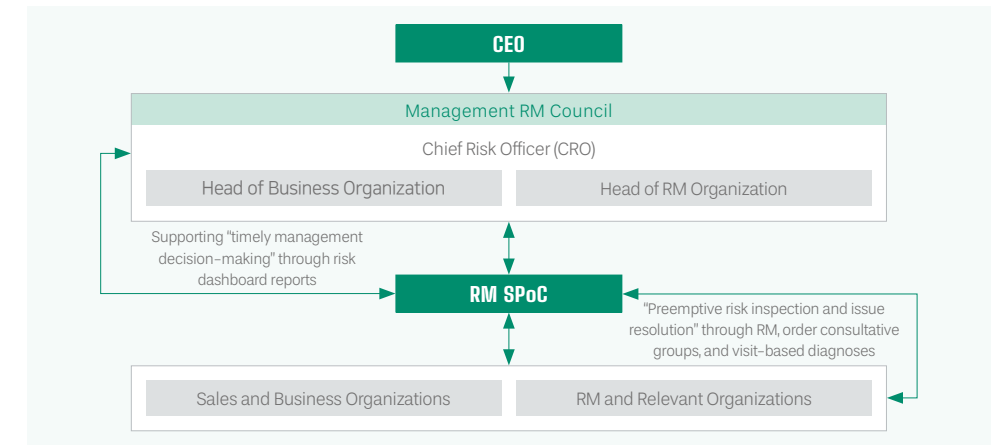 CEO
Management RM Council
Chief Risk Officer (CRO)
Head of Business Organization
Head of RM Organization
Supporting “timely management
decision-making” through risk
dashboard reports
RM SPoC
“Preemptive risk inspection and issue
resolution” through RM, order consultative
groups, and visit-based diagnoses
Sales and Business Organizations
RM and Relevant Organizations